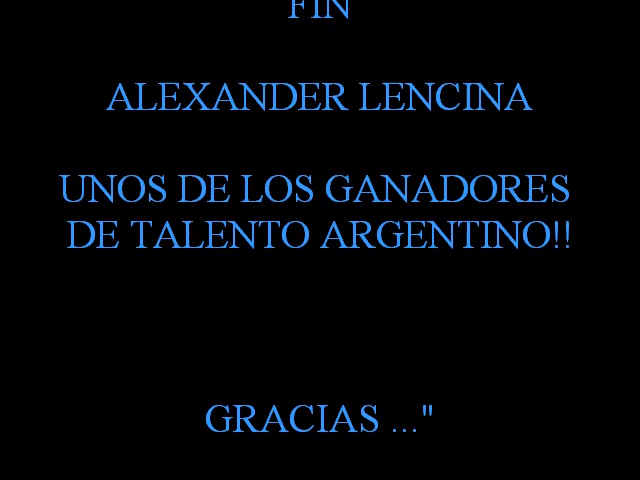 FIN
ALEXANDER LENCINA
UNOS DE LOS GANADORES
DE TALENTO ARGENTINO!!
GRACIAS ..."